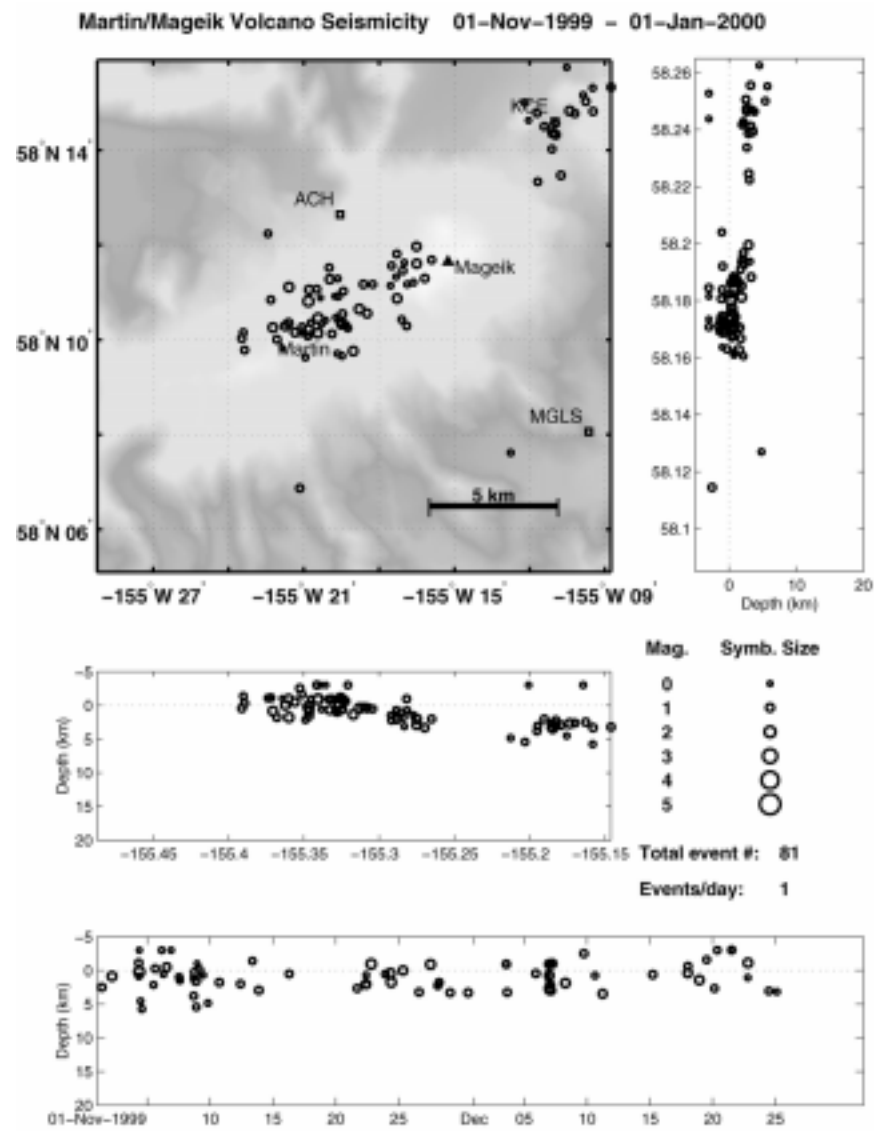 Martin/Mageik Volcano Seismicity 01-Nov-1999 - 01-Jan-2000
58° N 14'
58° N 10'
58° N 06'
KCE
ACH
Mageik
Martin
MGLS
5 km
-155° W 27' -155° W 21' -155° W 15' -155° W 09'
58.26
58.24
58.22
58.2
58.18
58.16
58.14
58.12
58.1
0 10 20
Depth (km)
-5
0
5
10
15
20
Depth (km)
-155.45 -155.4 -155.35 -155.3 -155.25 -155.2 -155.15
Mag. Symb. Size
0
1
2
3
4
5
Total event #: 81
Events/day: 1
-5
0
5
10
15
20
Depth (km)
01-Nov-1999 10 15 20 25 Dec 05 10 15 20 25